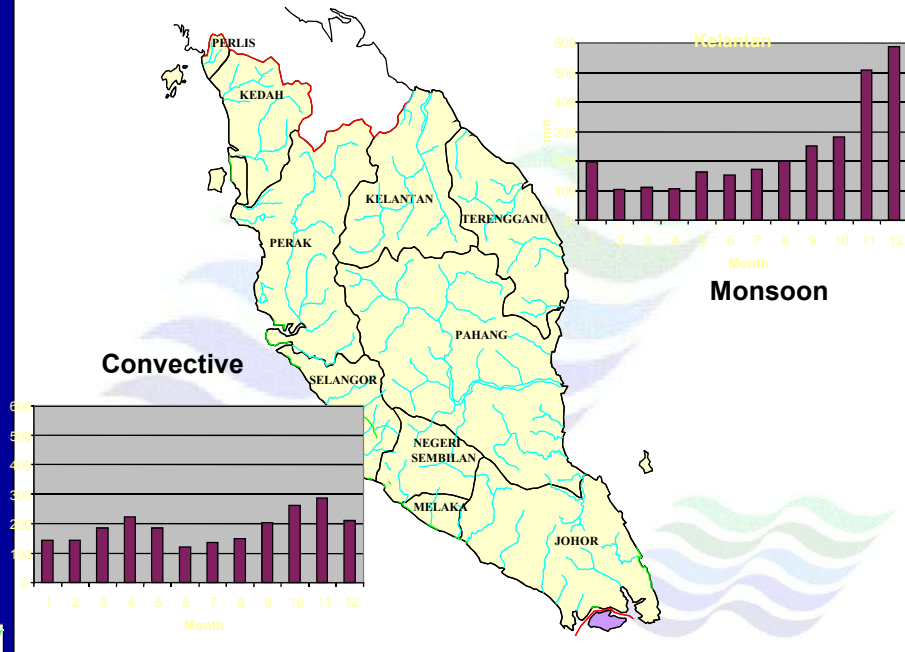 PERLIS
KEDAH
KELANTAN
TERENGGANU
PERAK
PAHANG
SELANGOR
NEGERI
SEMBILAN
MELAKA
JOHOR
Kelantan
600
500
400
300
200
100
0
mm
1 2 3 4 5 6 7 8 9 10 11 12
Month
Monsoon
Convective
600
500
400
300
200
100
0
1 2 3 4 5 6 7 8 9 10 11 12
Month